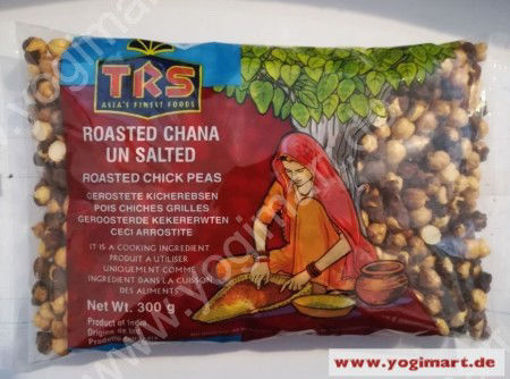 TRS
ASIA'S FINEST FOODS
ROASTED CHANA
UN SALTED
ROASTED CHICK PEAS
GEROSTETE KICHEREBSEN
POIS CHICHES GRILLES
GEROOSTERDE KEKERERWTEN
CECI ARROSTITE
IT IS A COOKING INGREDIENT
PRODUIT A UTILISER
UNIQUEMENT COMME
INGREDIENT DANS LA CUISSON
DES ALIMENTS
Net Wt. 300 g
Product of India
www.yogimart.de